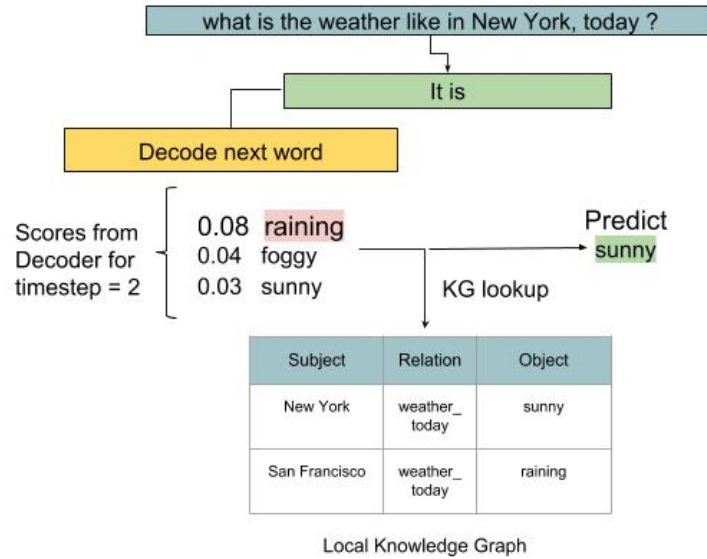 what is the weather like in New York, today ?
It is
Decode next word
Scores from
Decoder for
timestep = 2
0.08 raining
0.04 foggy
0.03 sunny
Predict
sunny
KG lookup
Subject Relation Object
New York weather_ sunny
today
San Francisco weather_ raining
today
Local Knowledge Graph